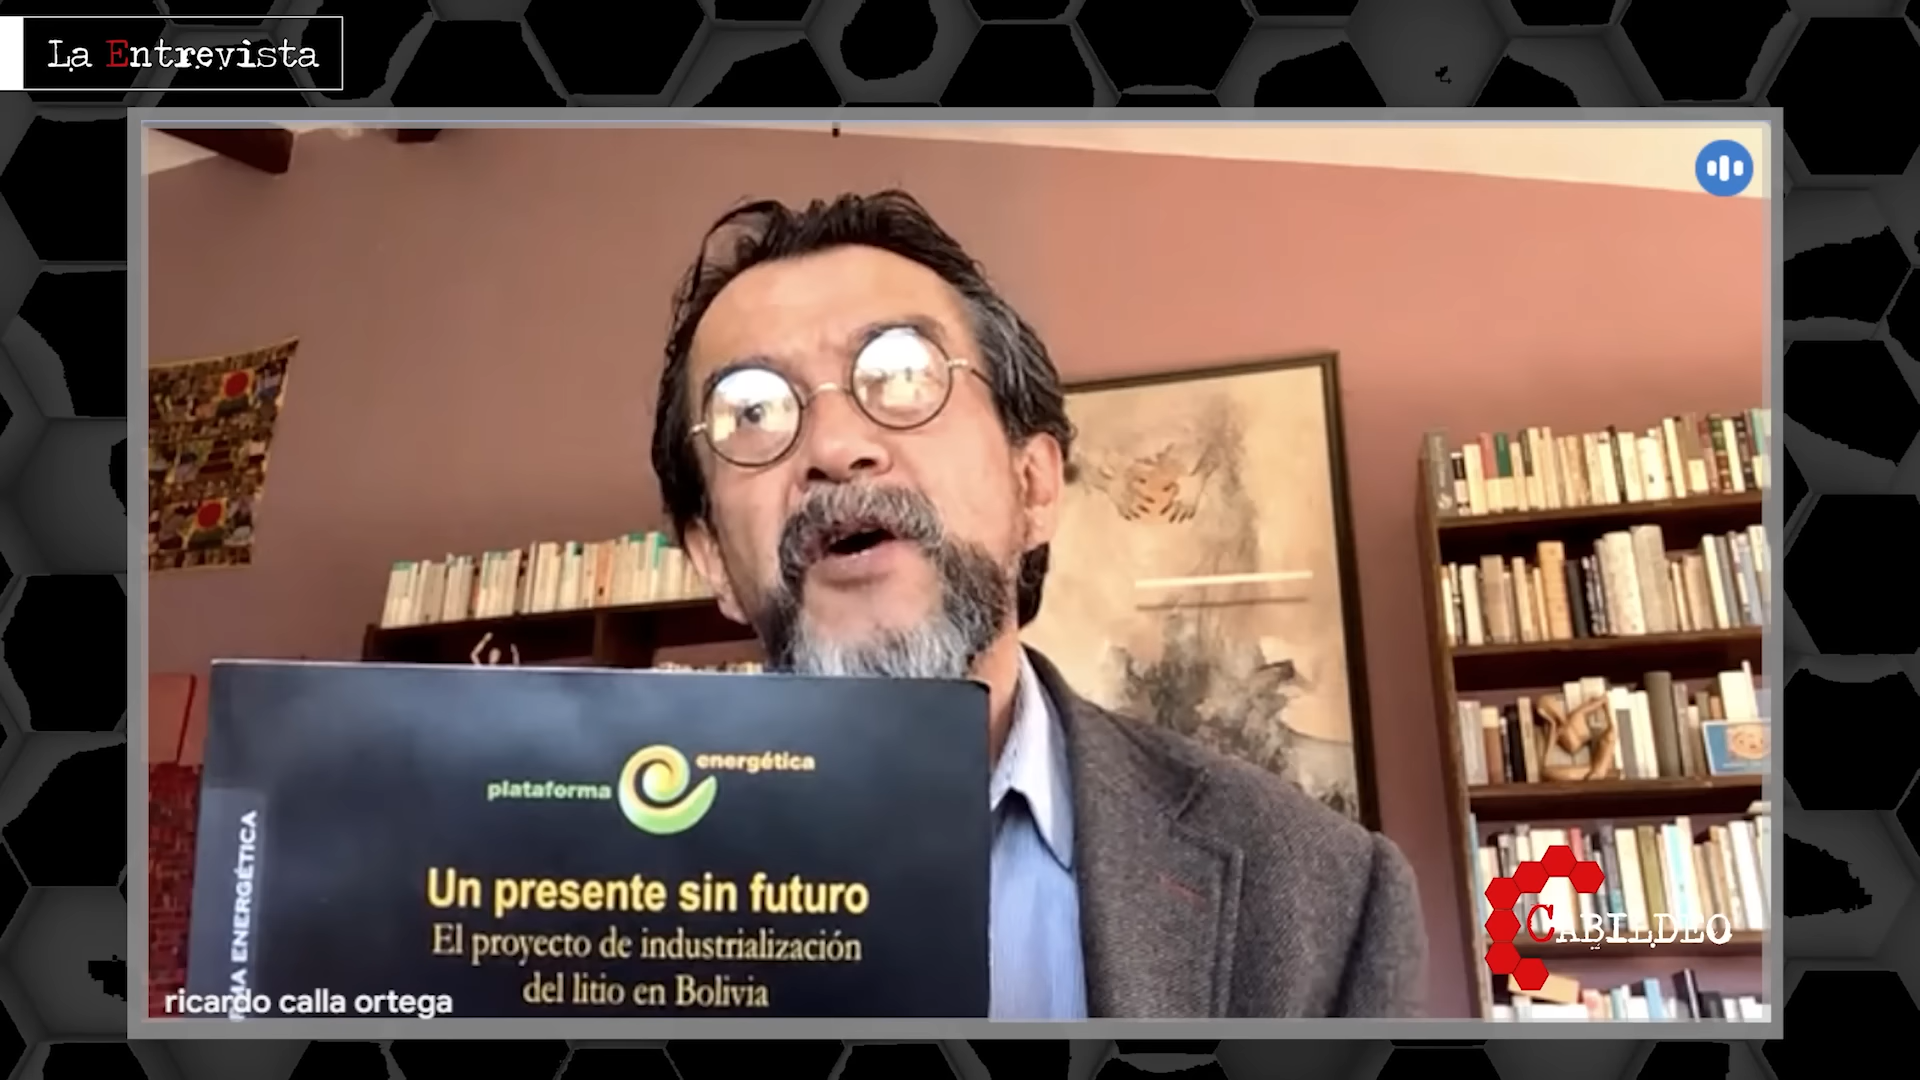 La Entrevista
plataforma energética
Un presente sin futuro
El proyecto de industrialización
del litio en Bolivia
MA ENERGÉTICA
ricardo calla ortega
CABILDEO